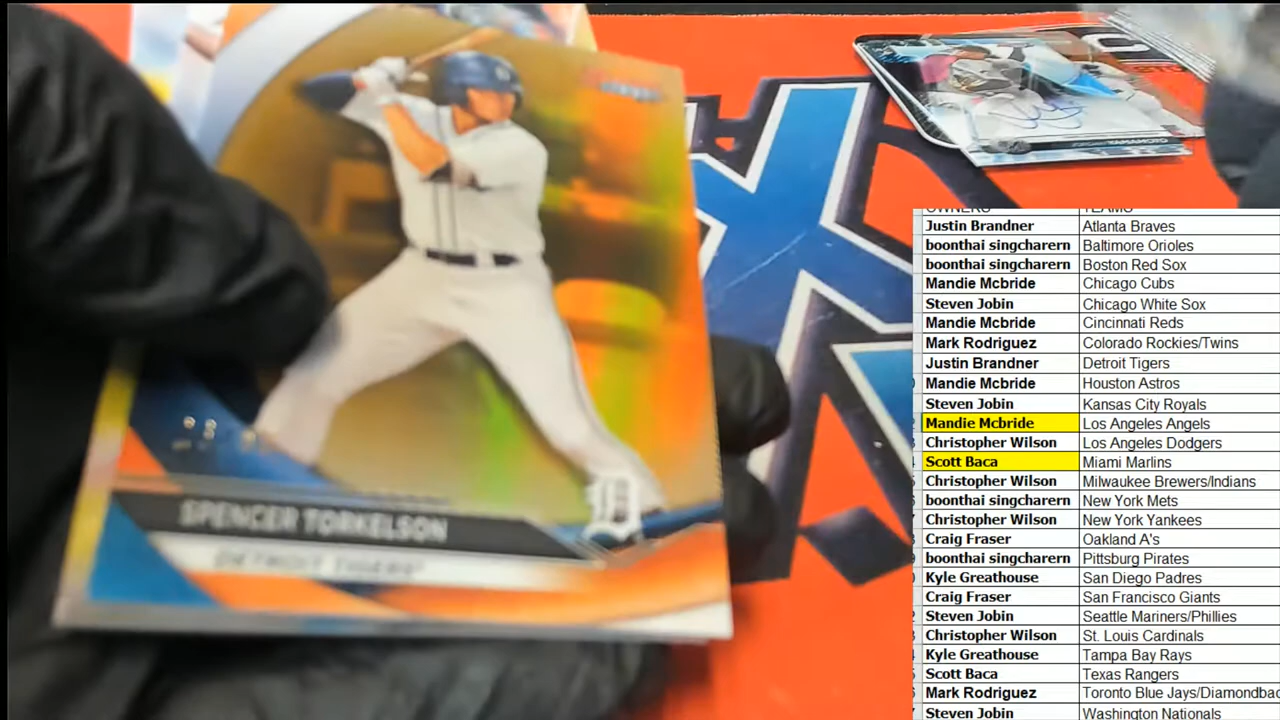 SPENCER TORKELSON
DETROIT TIGERS
YAMAMOTO
OWNERS TEAMS
Justin Brandner Atlanta Braves
boonthai singcharern Baltimore Orioles
boonthai singcharern Boston Red Sox
Mandie Mcbride Chicago Cubs
Steven Jobin Chicago White Sox
Mandie Mcbride Cincinnati Reds
Mark Rodriguez Colorado Rockies/Twins
Justin Brandner Detroit Tigers
Mandie Mcbride Houston Astros
Steven Jobin Kansas City Royals
Mandie Mcbride Los Angeles Angels
Christopher Wilson Los Angeles Dodgers
Scott Baca Miami Marlins
Christopher Wilson Milwaukee Brewers/Indians
boonthai singcharern New York Mets
Christopher Wilson New York Yankees
Craig Fraser Oakland A's
boonthai singcharern Pittsburg Pirates
Kyle Greathouse San Diego Padres
Craig Fraser San Francisco Giants
Steven Jobin Seattle Mariners/Phillies
Christopher Wilson St. Louis Cardinals
Kyle Greathouse Tampa Bay Rays
Scott Baca Texas Rangers
Mark Rodriguez Toronto Blue Jays/Diamondbac
Steven Jobin Washington Nationals